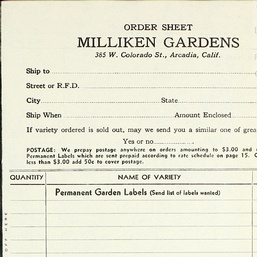 ORDER SHEET
MILLIKEN GARDENS
385 W. Colorado St., Arcadia, Calif.
Ship to
Street or R.F.D.
City State
Ship When Amount Enclosed
If variety ordered is sold out, may we send you a similar one of
Yes or no
POSTAGE: We prepay postage anywhere on orders amounting to $3.00 and
Permanent Labels which are sent prepaid according to rate schedule on page 15.
less than $3.00 add 50c to cover postage.
QUANTITY NAME OF VARIETY
Permanent Garden Labels (Send list of labels wanted)